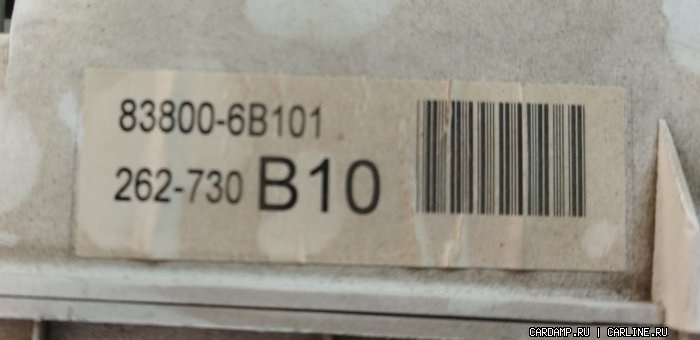 83800-6B101
262-730 B10
CARDAMP.RU | CARLINE.RU